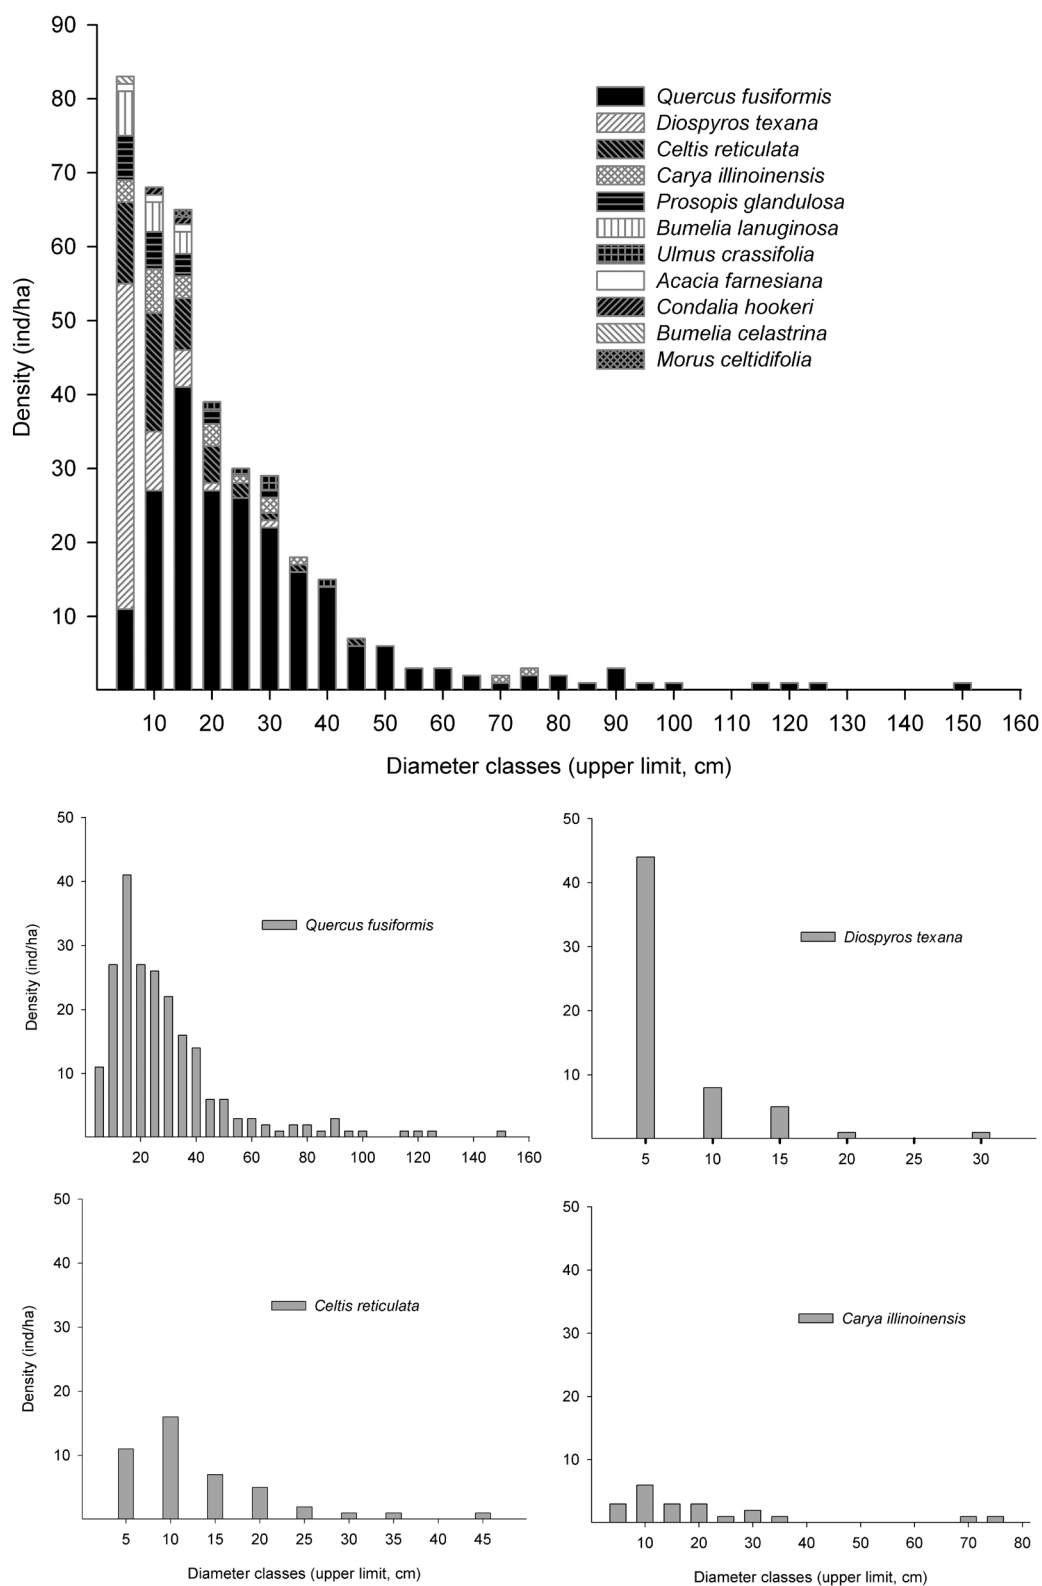 90
80
70
60
50
40
30
20
10
Density (ind/ha)
Quercus fusiformis
Diospyros texana
Celtis reticulata
Carya illinoinensis
Prosopis glandulosa
Bumelia lanuginosa
Ulmus crassifolia
Acacia farnesiana
Condalia hookeri
Bumelia celastrina
Morus celtidifolia
10 20 30 40 50 60 70 80 90 100 110 120 130 140 150 160
Diameter classes (upper limit, cm)
50
40
30
20
10
Density (ind/ha)
Quercus fusiformis
20 40 60 80 100 120 140 160
50
40
30
20
10
Diospyros texana
5 10 15 20 25 30
50
40
30
20
10
Density (ind/ha)
Celtis reticulata
5 10 15 20 25 30 35 40 45
Diameter classes (upper limit, cm)
50
40
30
20
10
Carya illinoinensis
10 20 30 40 50 60 70 80
Diameter classes (upper limit, cm)